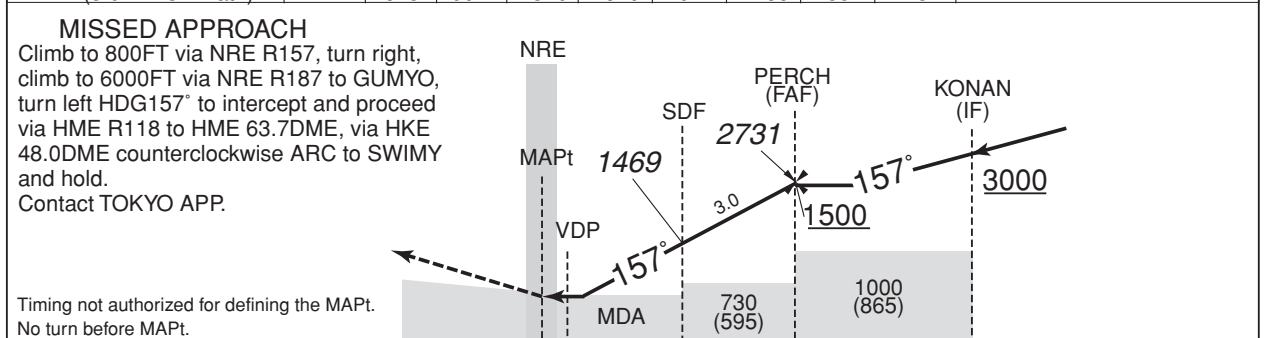 MISSED APPROACH
Climb to 800FT via NRE R157, turn right,
climb to 6000FT via NRE R187 to GUMYO,
turn left HDG157° to intercept and proceed
via HME R118 to HME 63.7DME, via HKE
48.0DME counterclockwise ARC to SWIMY
and hold.
Contact TOKYO APP.
Timing not authorized for defining the MAPt.
No turn before MAPt.
NRE
MAPt
VDP
SDF
1469
PERCH
(FAF)
2731
1500
KONAN
(IF)
3000
157°
3.0
157°
MDA
730
(595)
1000
(865)